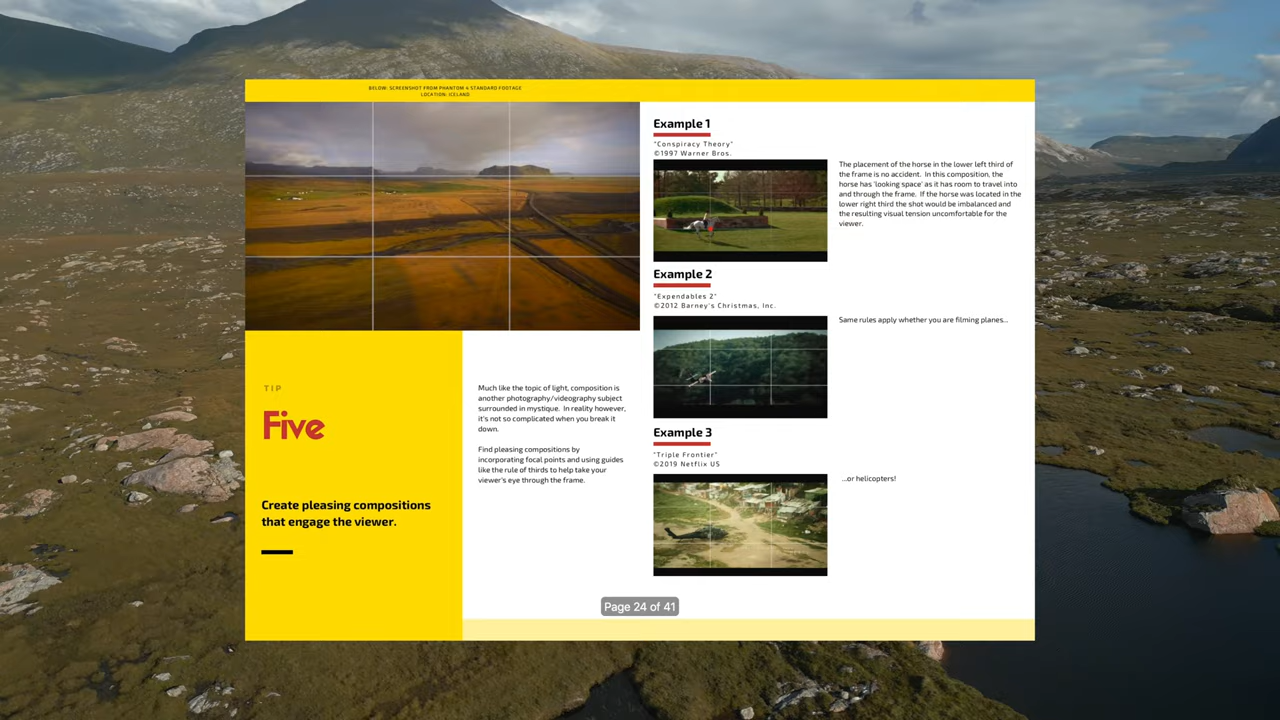 BELOW: SCREENSHOT FROM PHANTOM 4 STANDARD FOOTAGE
LOCATION: ICELAND
TIP
Five
Create pleasing compositions
that engage the viewer.
Much like the topic of light, composition is
another photography/videography subject
surrounded in mystique. In reality however,
it's not so complicated when you break it
down.
Find pleasing compositions by
incorporating focal points and using guides
like the rule of thirds to help take your
viewer's eye through the frame.
Example 1
"Conspiracy Theory"
©1997 Warner Bros.
The placement of the horse in the lower left third of
the frame is no accident. In this composition, the
horse has 'looking space' as it has room to travel into
and through the frame. If the horse was located in the
lower right third the shot would be imbalanced and
the resulting visual tension uncomfortable for the
viewer.
Example 2
"Expendables 2"
©2012 Barney's Christmas, Inc.
Same rules apply whether you are filming planes...
Example 3
"Triple Frontier"
©2019 Netflix US
...or helicopters!
Page 24 of 41